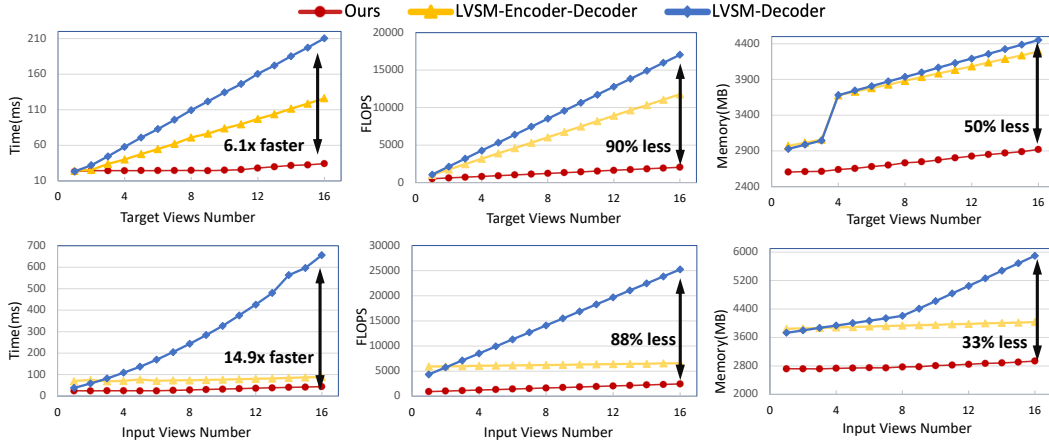 Ours LVSM-Encoder-Decoder LVSM-Decoder
Time(ms)
210
160
110
60
10
0 4 8 12 16
6.1x faster
Target Views Number
FLOPS
20000
15000
10000
5000
0
0 4 8 12 16
90% less
Target Views Number
Memory(MB)
4400
3900
3400
2900
2400
0 4 8 12 16
50% less
Target Views Number
Time(ms)
700
600
500
400
300
200
100
0
0 4 8 12 16
14.9x faster
Input Views Number
FLOPS
30000
25000
20000
15000
10000
5000
0
0 4 8 12 16
88% less
Input Views Number
Memory(MB)
6000
5200
4400
3600
2800
2000
0 4 8 12 16
33% less
Input Views Number